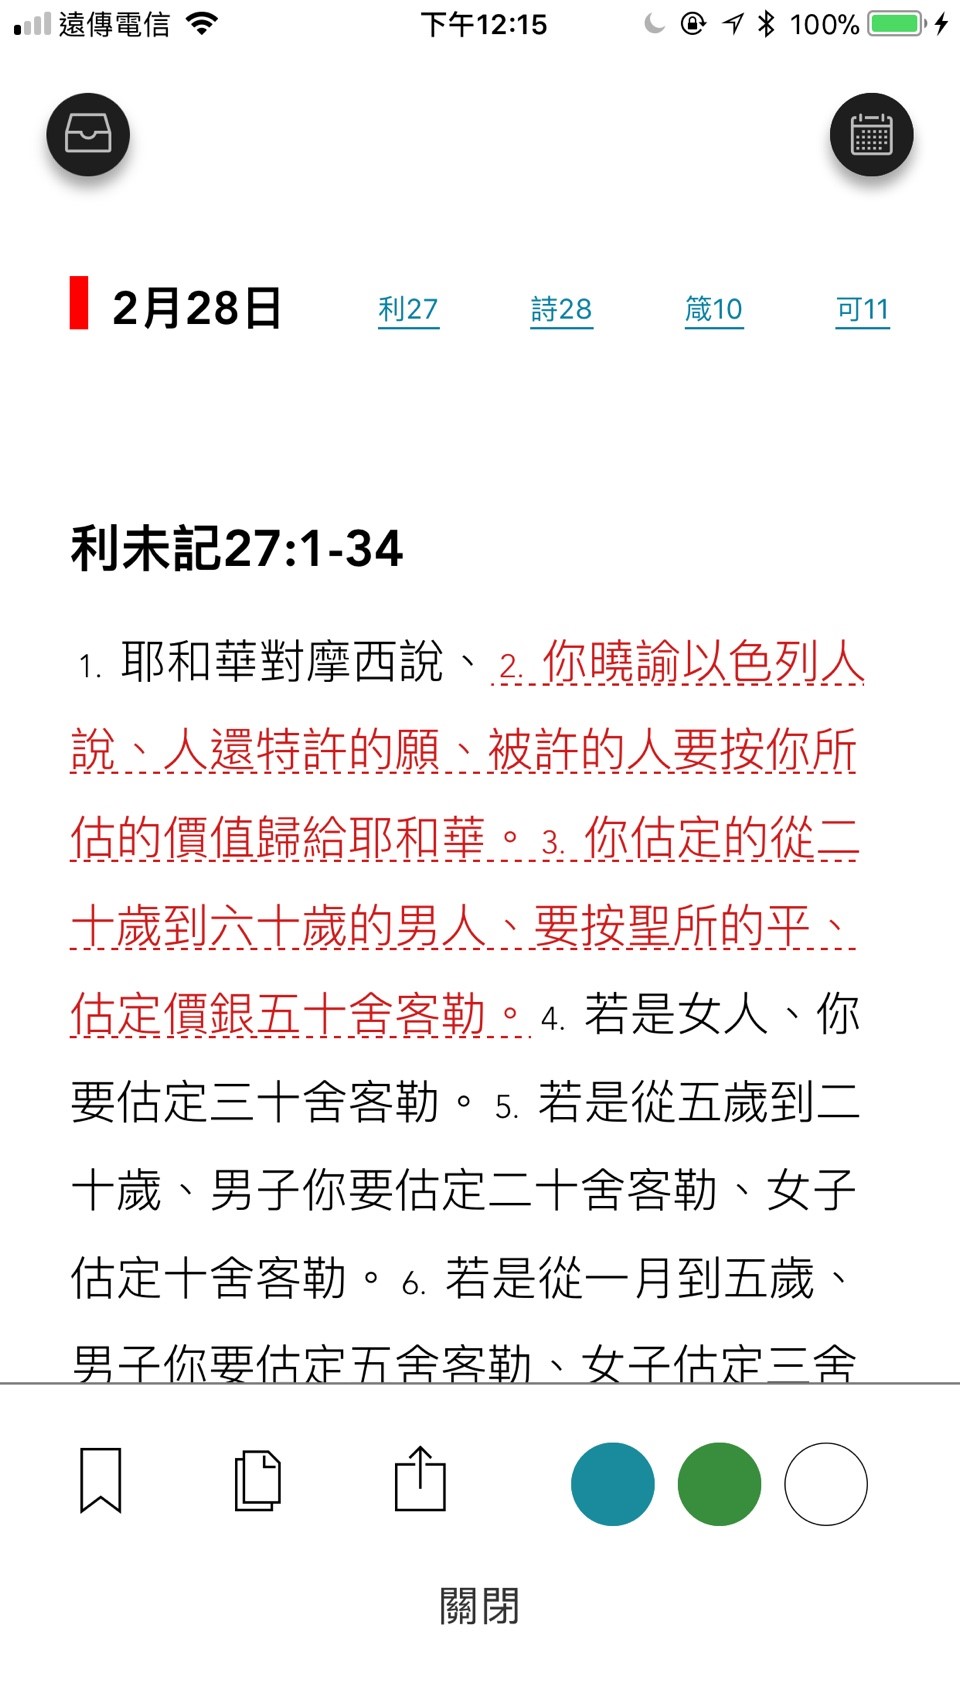 遠傳電信 下午12:15 100%
2月28日 利27 詩28 箴10 可11
利未記27:1-34
1. 耶和華對摩西說、2. 你曉諭以色列人
說、人還特許的願、被許的人要按你所
估的價值歸給耶和華。3. 你估定的從二
十歲到六十歲的男人、要按聖所的平、
估定價銀五十舍客勒。4. 若是女人、你
要估定三十舍客勒。5. 若是從五歲到二
十歲、男子你要估定二十舍客勒、女子
估定十舍客勒。6. 若是從一月到五歲、
男子你要估定五舍客勒、女子估定三舍
關閉